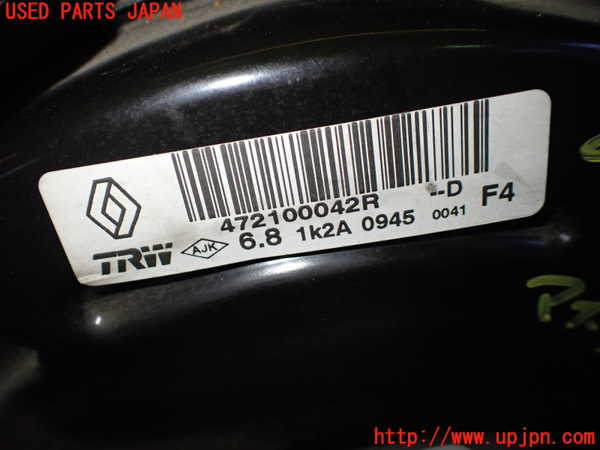 USED PARTS JAPAN
472100042R --D
6.8 1k2A 0945 0041 F4
TRW AJK
http://www.upjpn.com